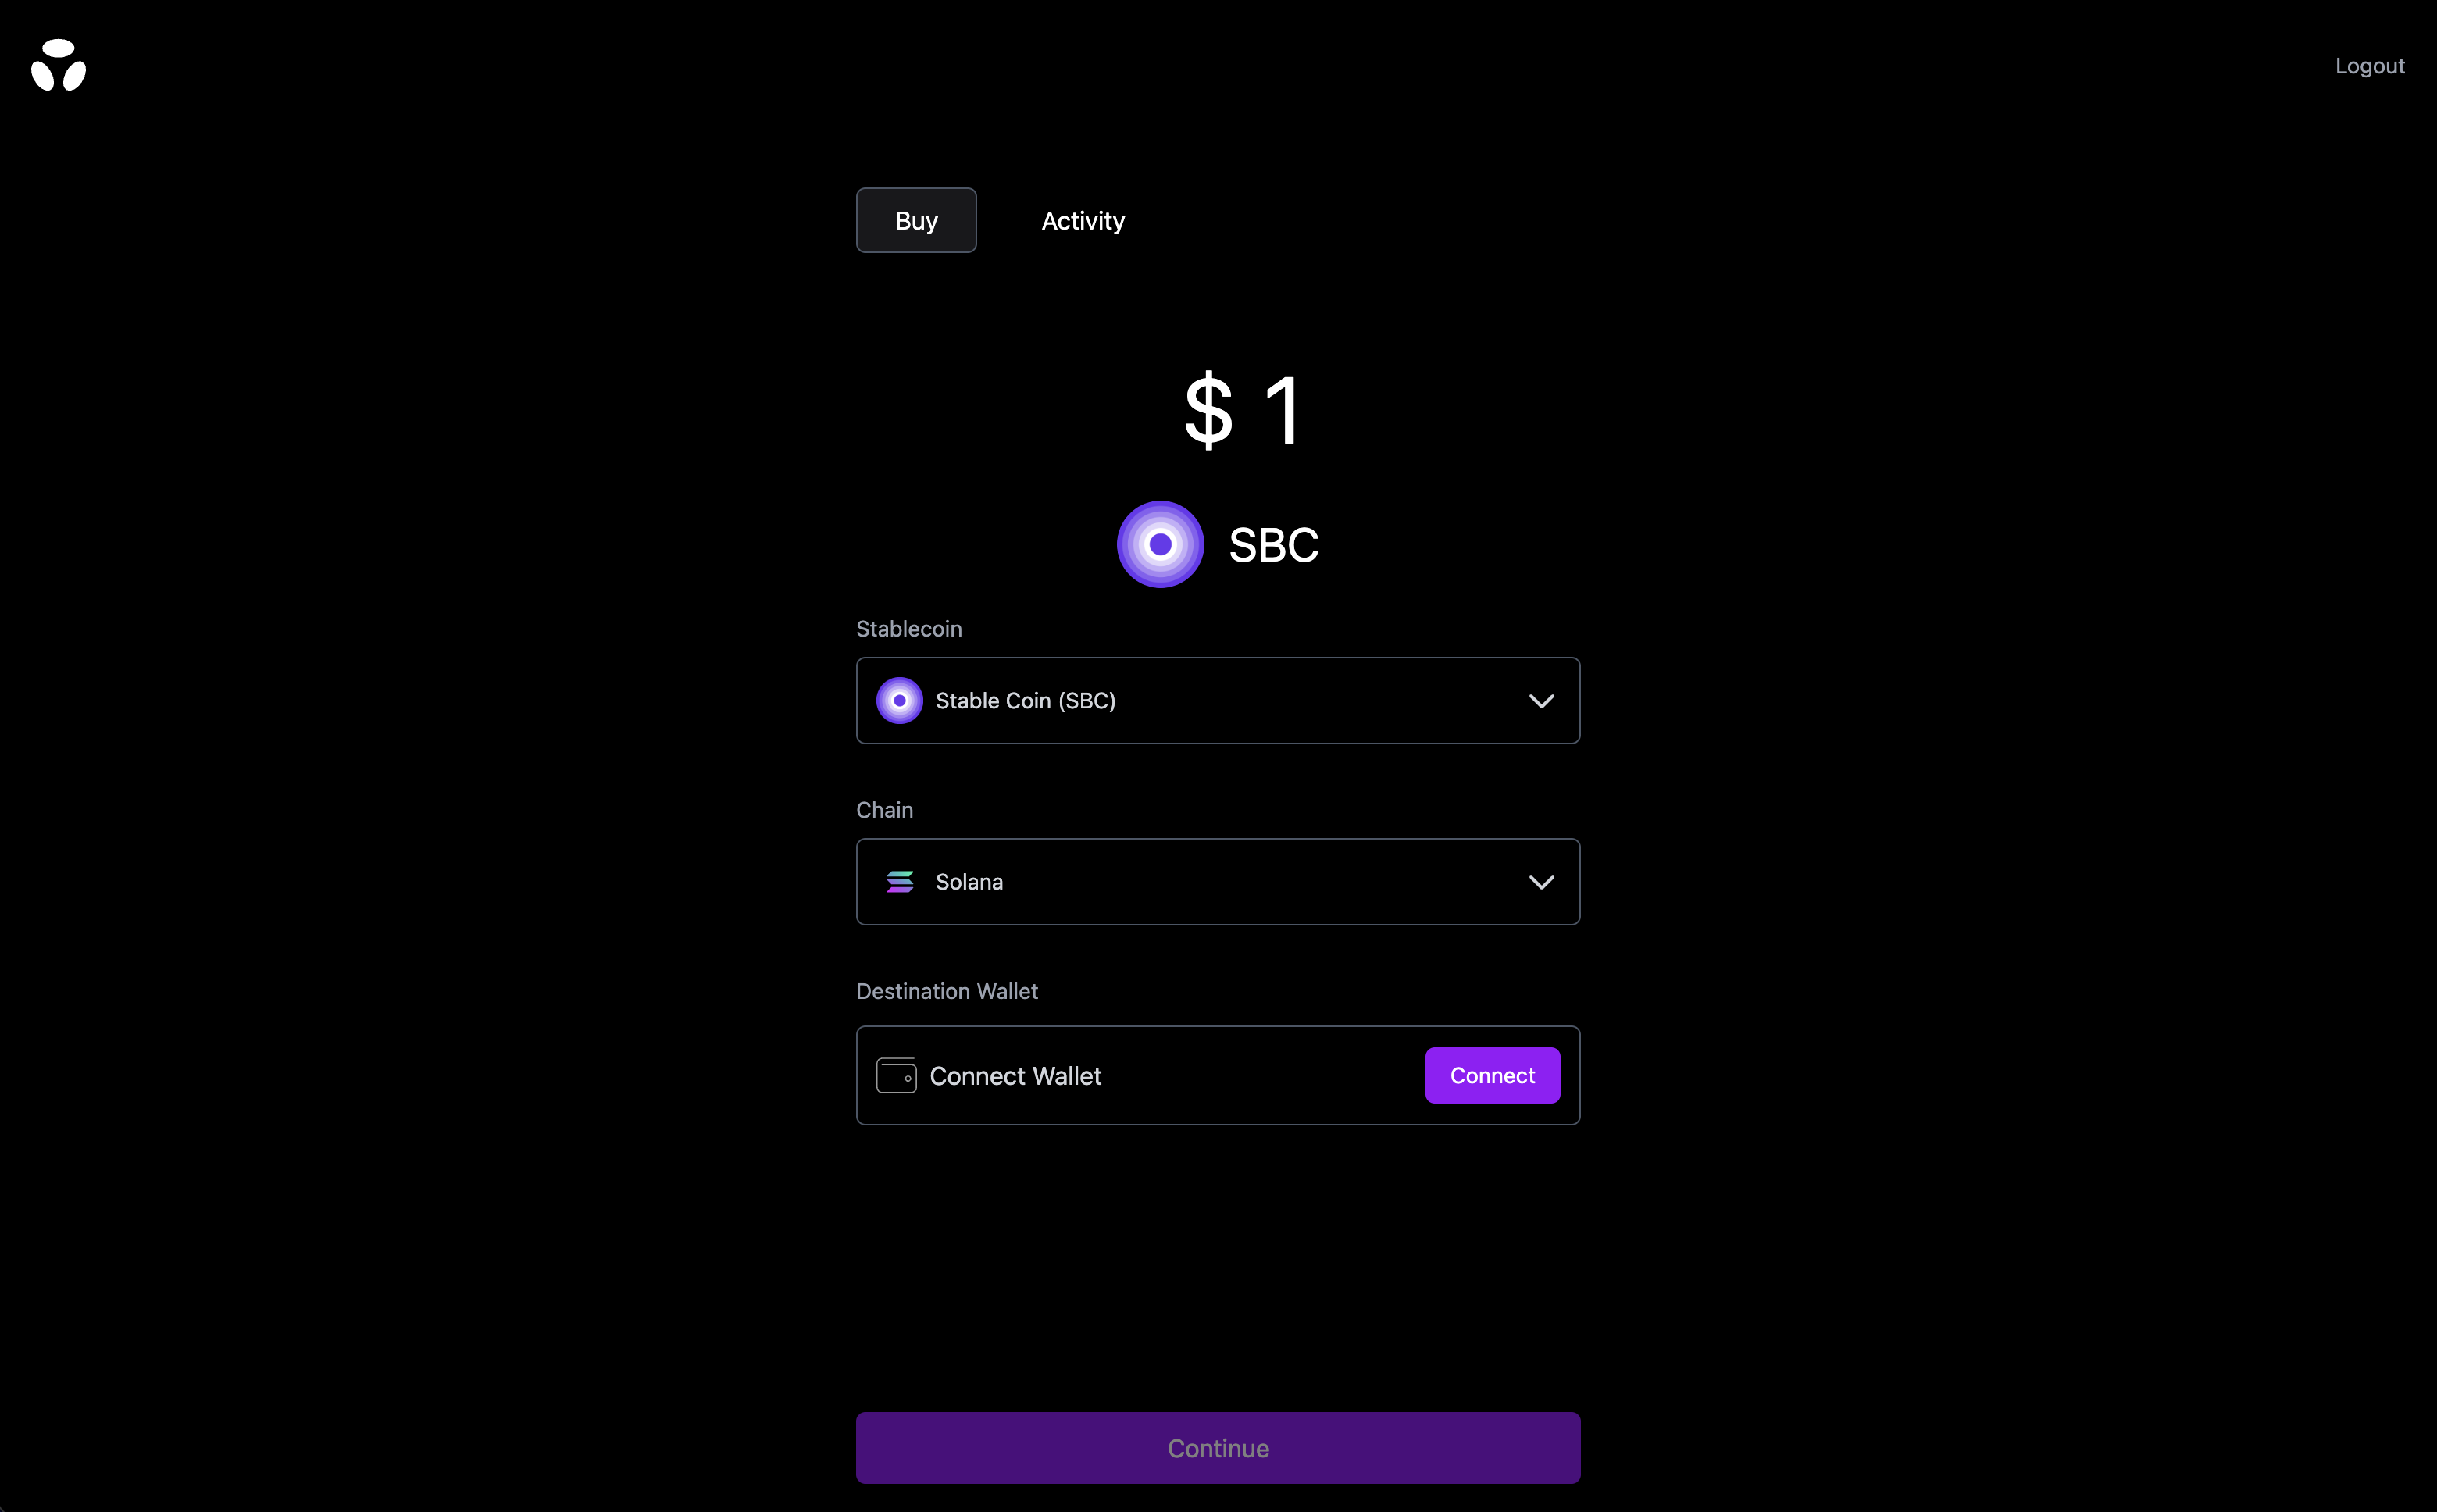 Logout
Buy
Activity
$ 1
SBC
Stablecoin
Stable Coin (SBC)
Chain
Solana
Destination Wallet
Connect Wallet
Connect
Continue